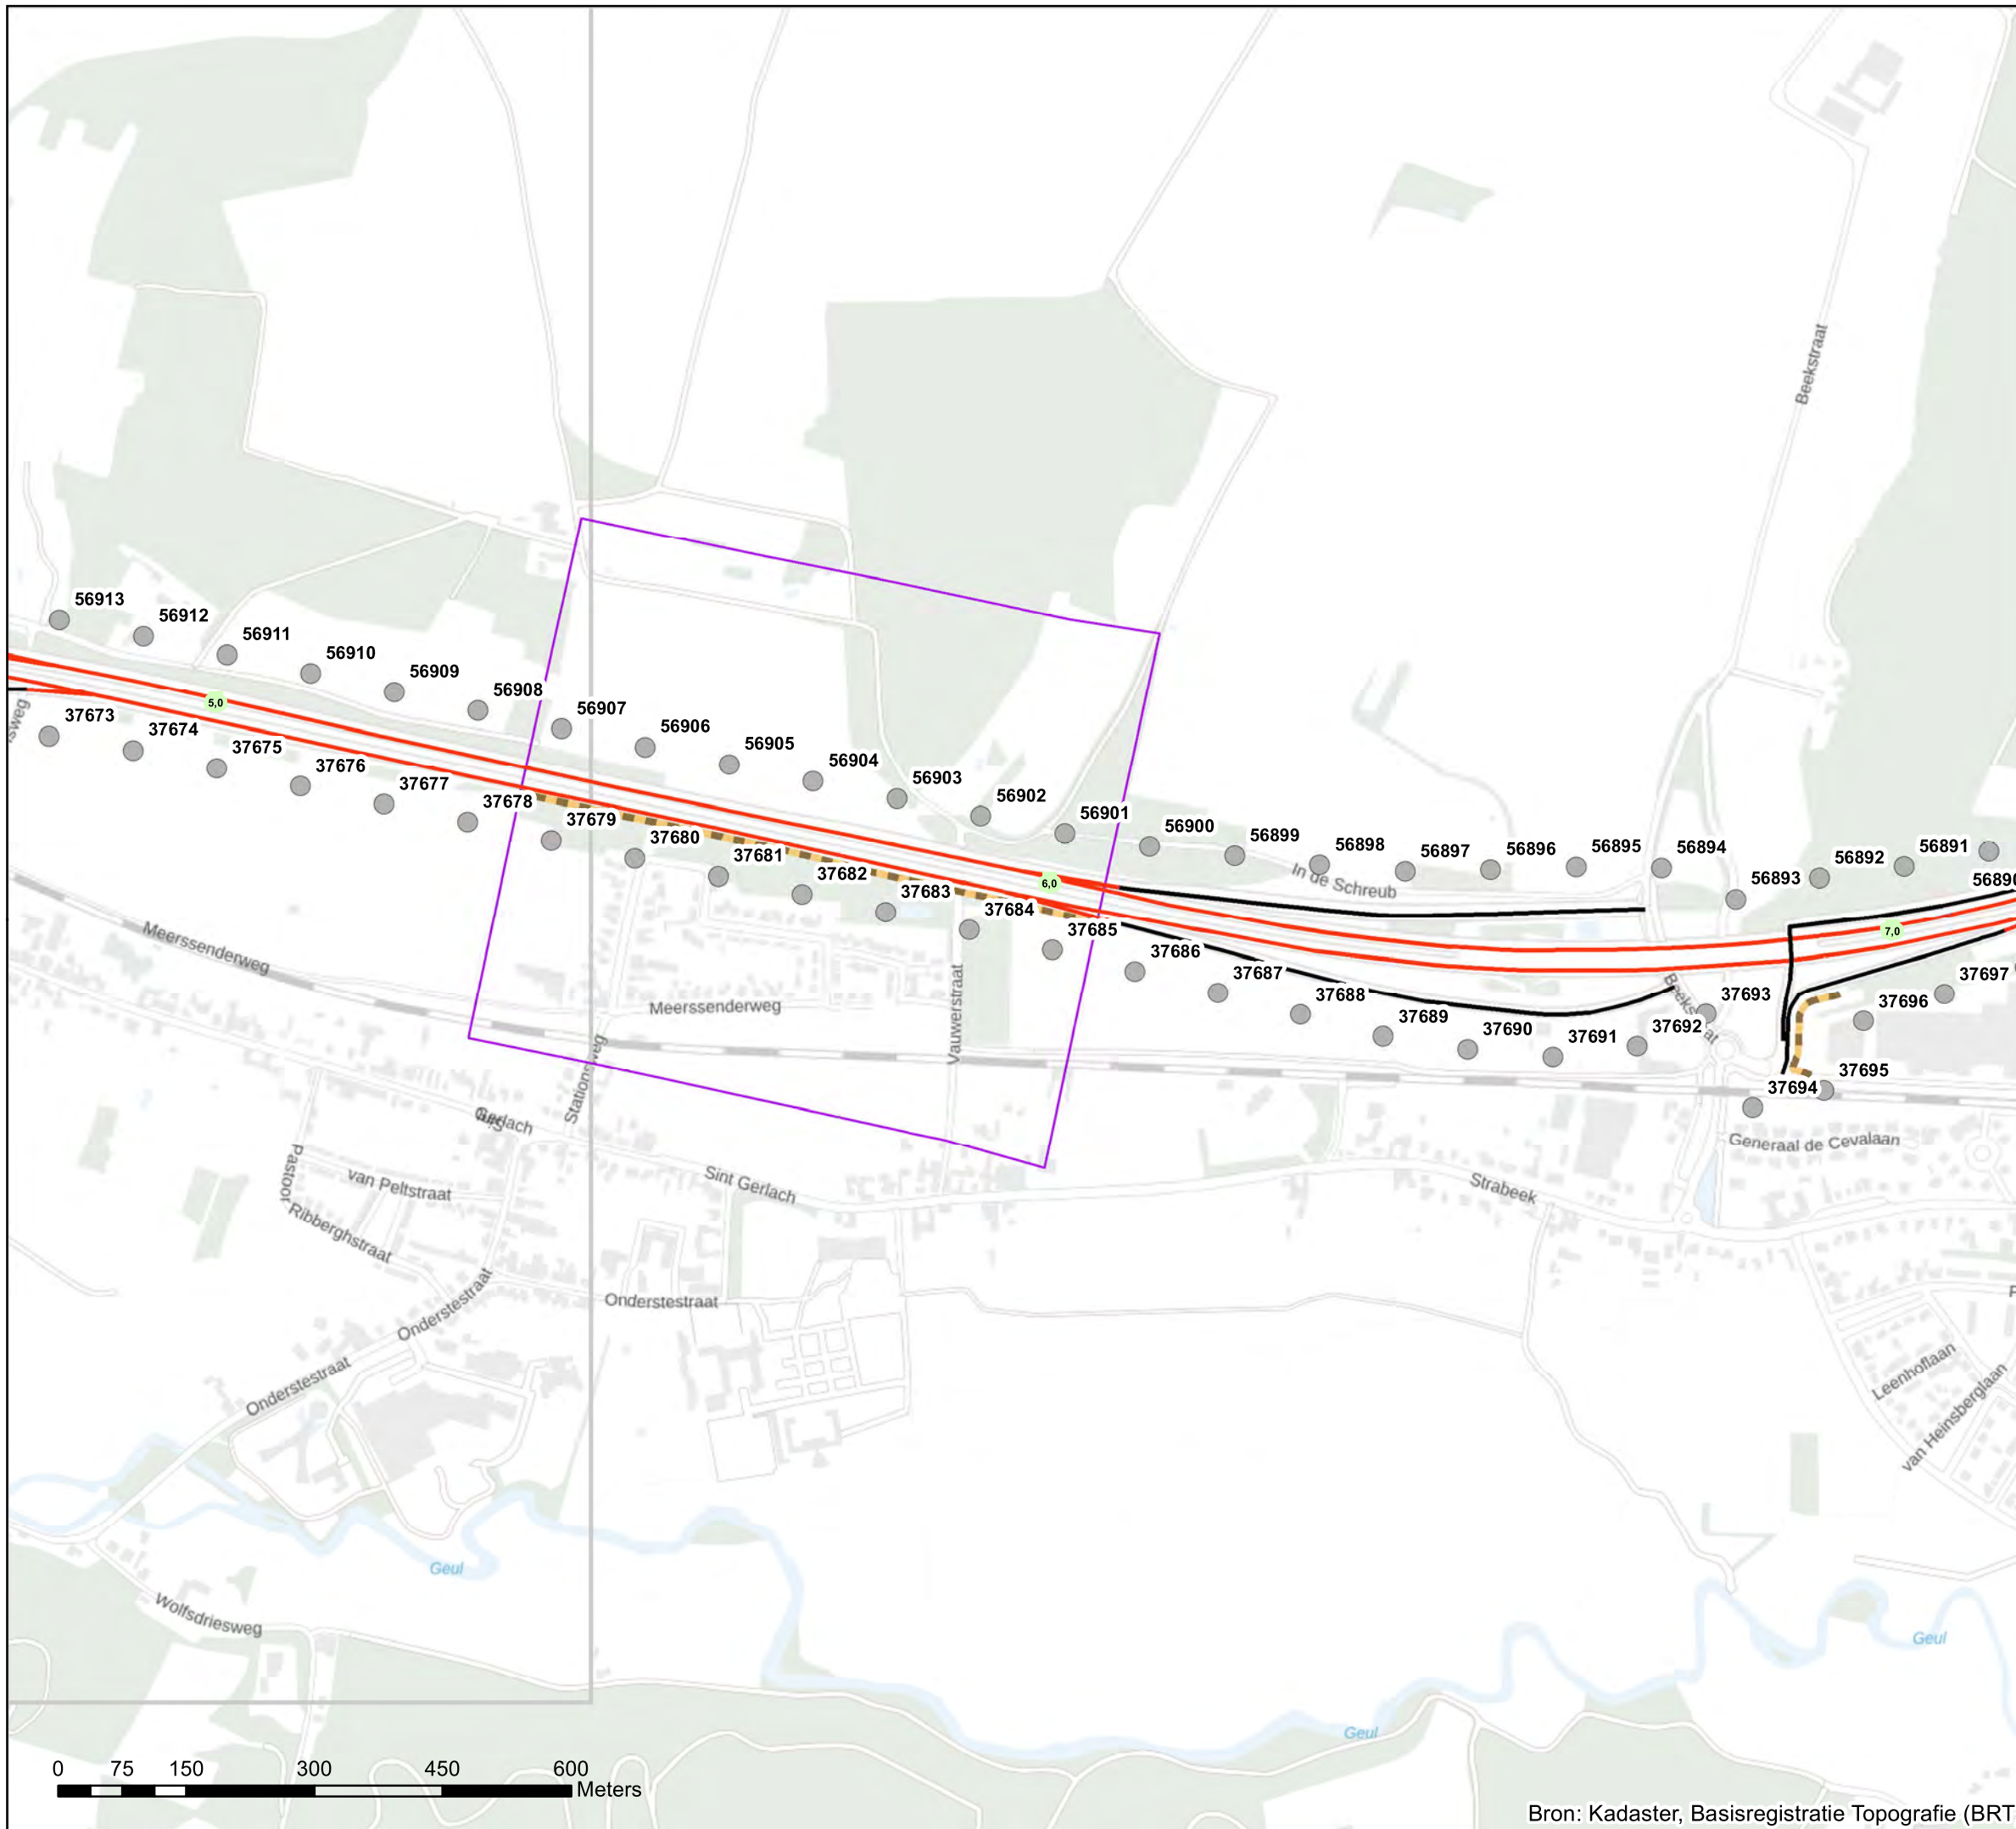 Beekstraat
56913
56912
56911
56910
56909
56908
56907
56906
56905
56904
56903
56902
56901
56900
56899
56898
56897
56896
56895
56894
56893
56892
56891
56890
5,0
6,0
7,0
In de Schreub
37673
37674
37675
37676
37677
37678
37679
37680
37681
37682
37683
37684
37685
37686
37687
37688
37689
37690
37691
37692
37693
37694
37695
37696
37697
sweg
Beekstraat
Meerssenderweg
Meerssenderweg
Vauwerstraat
Stationsweg
Sint
Gerlach
Sint Gerlach
Generaal de Cevalaan
Strabeek
Pastoor
van Peltstraat
Ribberghstraat
Onderstestraat
Onderstestraat
Onderstestraat
Leenhoflaan
van Heinsberglaan
Geul
Wolfsdriesweg
Geul
Geul
0 75 150 300 450 600
Meters
Bron: Kadaster, Basisregistratie Topografie (BRT